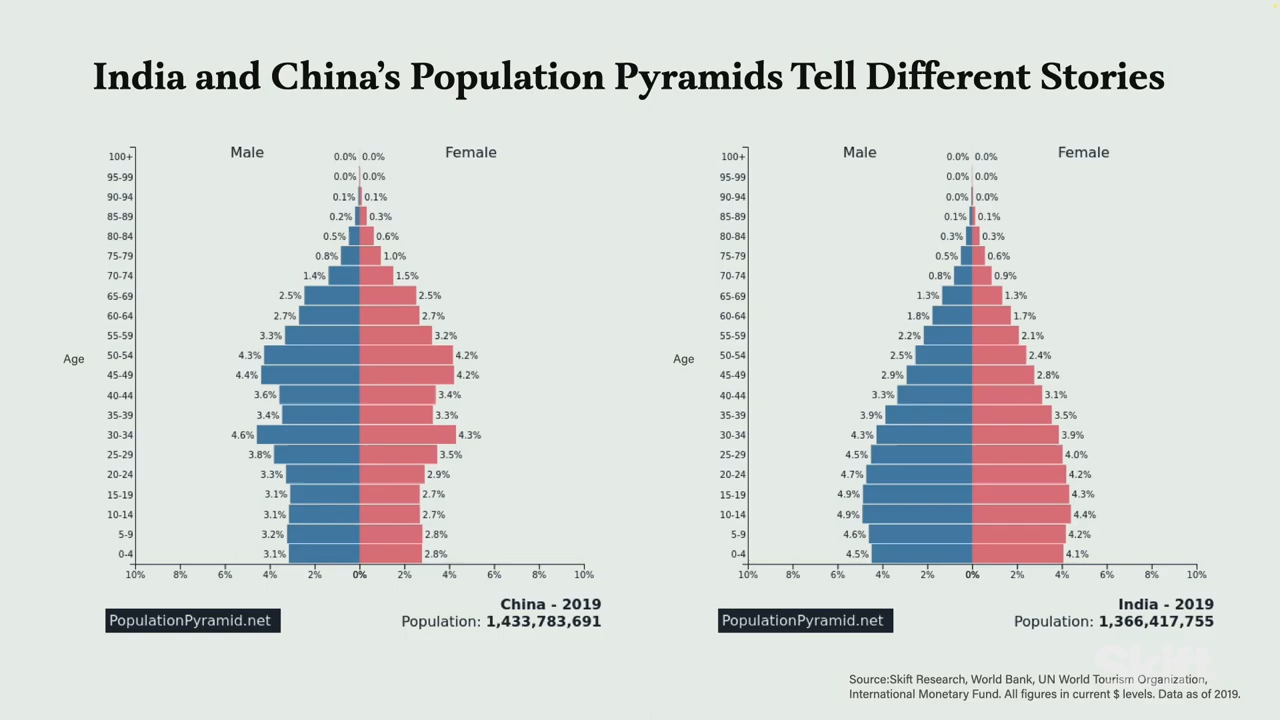 India and China’s Population Pyramids Tell Different Stories
Male Female
100+ 0.0% 0.0%
95-99 0.0% 0.0%
90-94 0.1% 0.1%
85-89 0.2% 0.3%
80-84 0.5% 0.6%
75-79 0.8% 1.0%
70-74 1.4% 1.5%
65-69 2.5% 2.5%
60-64 2.7% 2.7%
55-59 3.3% 3.2%
50-54 4.3% 4.2%
Age
45-49 4.4% 4.2%
40-44 3.6% 3.4%
35-39 3.4% 3.3%
30-34 4.6% 4.3%
25-29 3.8% 3.5%
20-24 3.3% 2.9%
15-19 3.1% 2.7%
10-14 3.1% 2.7%
5-9 3.2% 2.8%
0-4 3.1% 2.8%
10% 8% 6% 4% 2% 0% 2% 4% 6% 8% 10%
China - 2019
PopulationPyramid.net Population: 1,433,783,691
Male Female
100+ 0.0% 0.0%
95-99 0.0% 0.0%
90-94 0.0% 0.0%
85-89 0.1% 0.1%
80-84 0.3% 0.3%
75-79 0.5% 0.6%
70-74 0.8% 0.9%
65-69 1.3% 1.3%
60-64 1.8% 1.7%
55-59 2.2% 2.1%
50-54 2.5% 2.4%
Age
45-49 2.9% 2.8%
40-44 3.3% 3.1%
35-39 3.9% 3.5%
30-34 4.3% 3.9%
25-29 4.5% 4.0%
20-24 4.7% 4.2%
15-19 4.9% 4.3%
10-14 4.9% 4.4%
5-9 4.6% 4.2%
0-4 4.5% 4.1%
10% 8% 6% 4% 2% 0% 2% 4% 6% 8% 10%
India - 2019
PopulationPyramid.net Population: 1,366,417,755
Skift
Source:Skift Research, World Bank, UN World Tourism Organization,
International Monetary Fund. All figures in current $ levels. Data as of 2019.